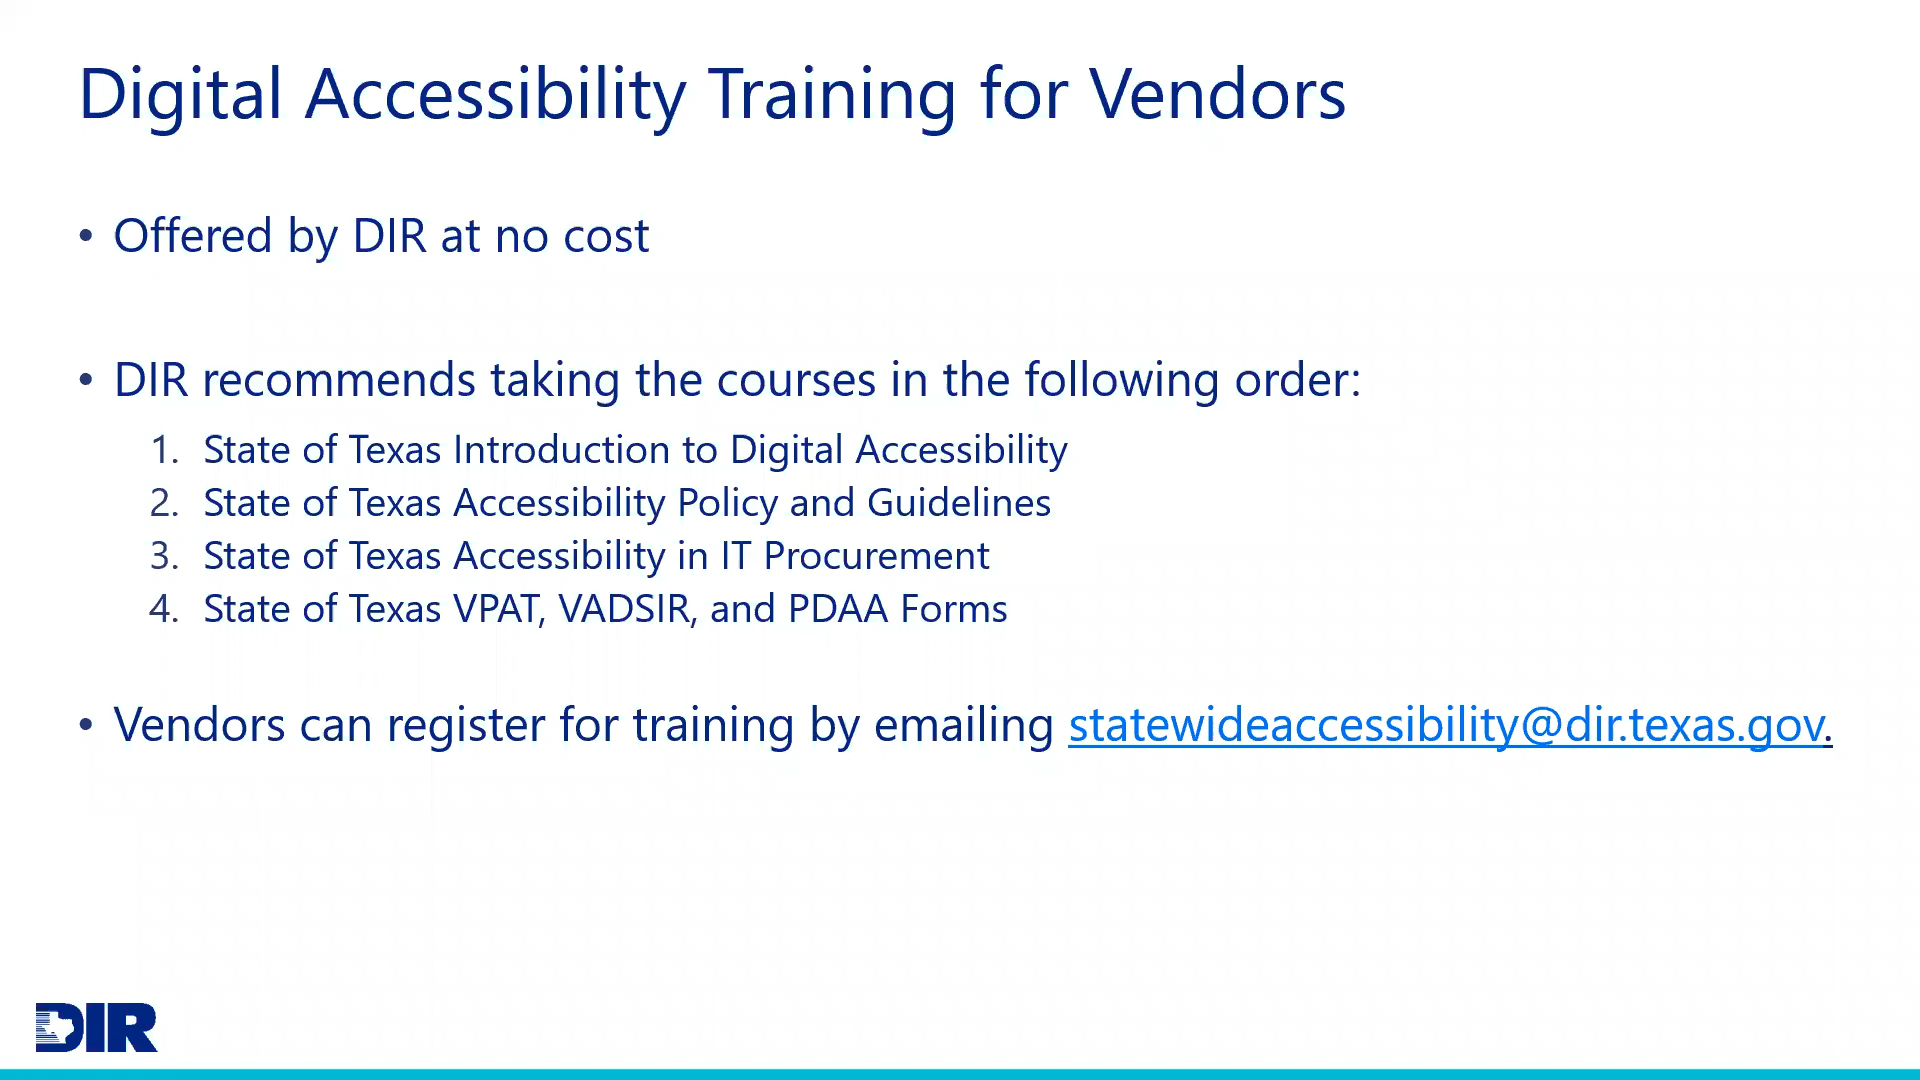 Digital Accessibility Training for Vendors
• Offered by DIR at no cost
• DIR recommends taking the courses in the following order:
1. State of Texas Introduction to Digital Accessibility
2. State of Texas Accessibility Policy and Guidelines
3. State of Texas Accessibility in IT Procurement
4. State of Texas VPAT, VADSIR, and PDAA Forms
• Vendors can register for training by emailing statewideaccessibility@dir.texas.gov.
DIR